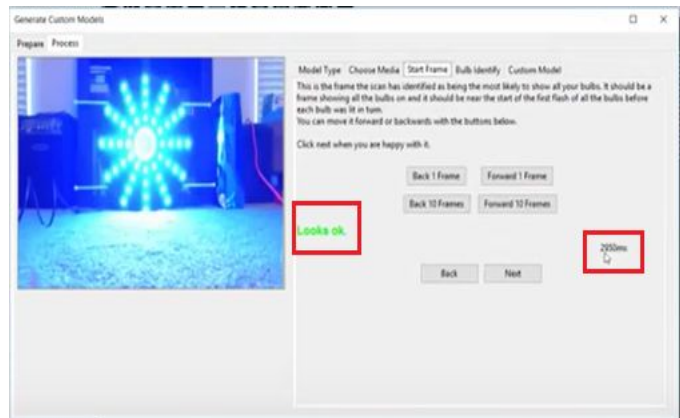 Generate Custom Models
Prepare Process
Model Type Choose Media Start Frame Bulb Identify Custom Model
This is the frame the scan has identified as being the most likely to show all your bulbs. It should be a
frame showing all the bulbs on and it should be near the start of the first flash of all the bulbs before
each bulb was lit in turn.
You can move it forward or backwards with the buttons below.
Click next when you are happy with it.
Back 1 Frame Forward 1 Frame
Back 10 Frames Forward 10 Frames
Looks ok.
2950ms
Back Next